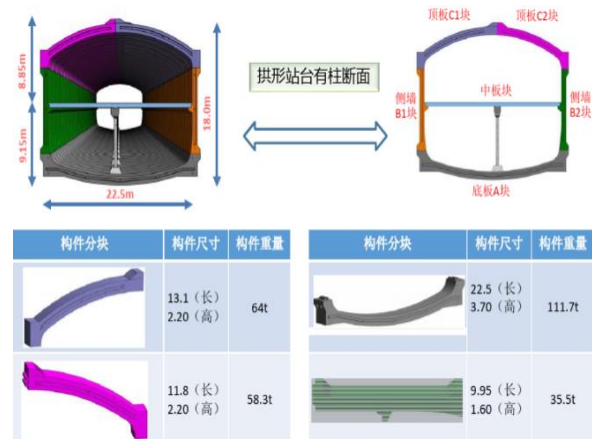 顶板C1块
顶板C2块
8.85m
9.15m
18.0m
22.5m
拱形站台有柱断面
侧墙
B1块
中板块
侧墙
B2块
底板A块
构件分块 构件尺寸 构件重量
13.1（长）
2.20（高）
64t
11.8（长）
2.20（高）
58.3t
构件分块 构件尺寸 构件重量
22.5（长）
3.70（高）
111.7t
9.95（长）
1.60（高）
35.5t